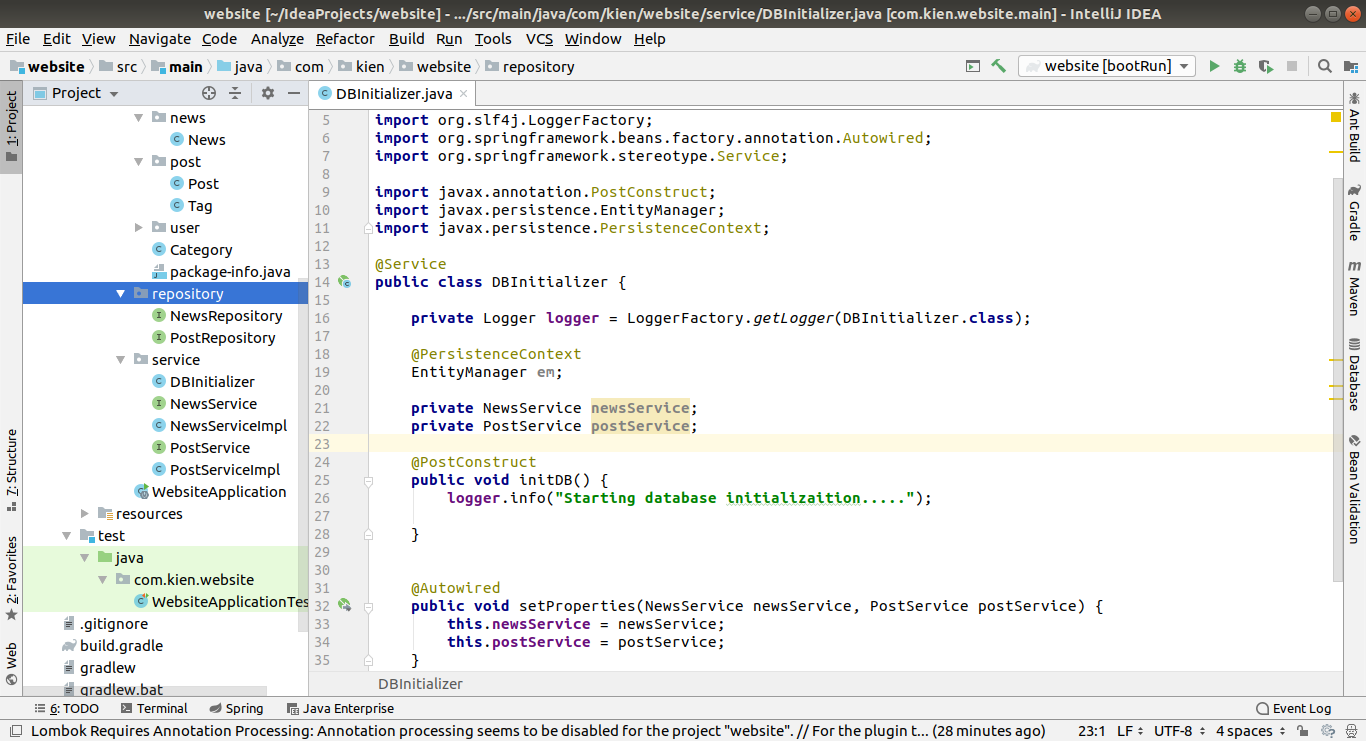 website [~/IdeaProjects/website] - .../src/main/java/com/kien/website/service/DBInitializer.java [com.kien.website.main] - IntelliJ IDEA
File Edit View Navigate Code Analyze Refactor Build Run Tools VCS Window Help
website src main java com kien website repository website [bootRun]
Project
DBInitializer.java
1: Project
7: Structure
2: Favorites
Web
news
News
post
Post
Tag
user
Category
package-info.java
repository
NewsRepository
PostRepository
service
DBInitializer
NewsService
NewsServiceImpl
PostService
PostServiceImpl
WebsiteApplication
resources
test
java
com.kien.website
WebsiteApplicationTes
.gitignore
build.gradle
gradlew
gradlew.bat
5 import org.slf4j.LoggerFactory;
6 import org.springframework.beans.factory.annotation.Autowired;
7 import org.springframework.stereotype.Service;
8
9 import javax.annotation.PostConstruct;
10 import javax.persistence.EntityManager;
11 import javax.persistence.PersistenceContext;
12
13 @Service
14 public class DBInitializer {
15
16 private Logger logger = LoggerFactory.getLogger(DBInitializer.class);
17
18 @PersistenceContext
19 EntityManager em;
20
21 private NewsService newsService;
22 private PostService postService;
23
24 @PostConstruct
25 public void initDB() {
26 logger.info("Starting database initializaition.....");
27
28 }
29
30
31 @Autowired
32 public void setProperties(NewsService newsService, PostService postService) {
33 this.newsService = newsService;
34 this.postService = postService;
35 }
DBInitializer
Ant Build
Gradle
Maven
Database
Bean Validation
6: TODO Terminal Spring Java Enterprise Event Log
Lombok Requires Annotation Processing: Annotation processing seems to be disabled for the project "website". // For the plugin t... (28 minutes ago) 23:1 LF UTF-8 4 spaces